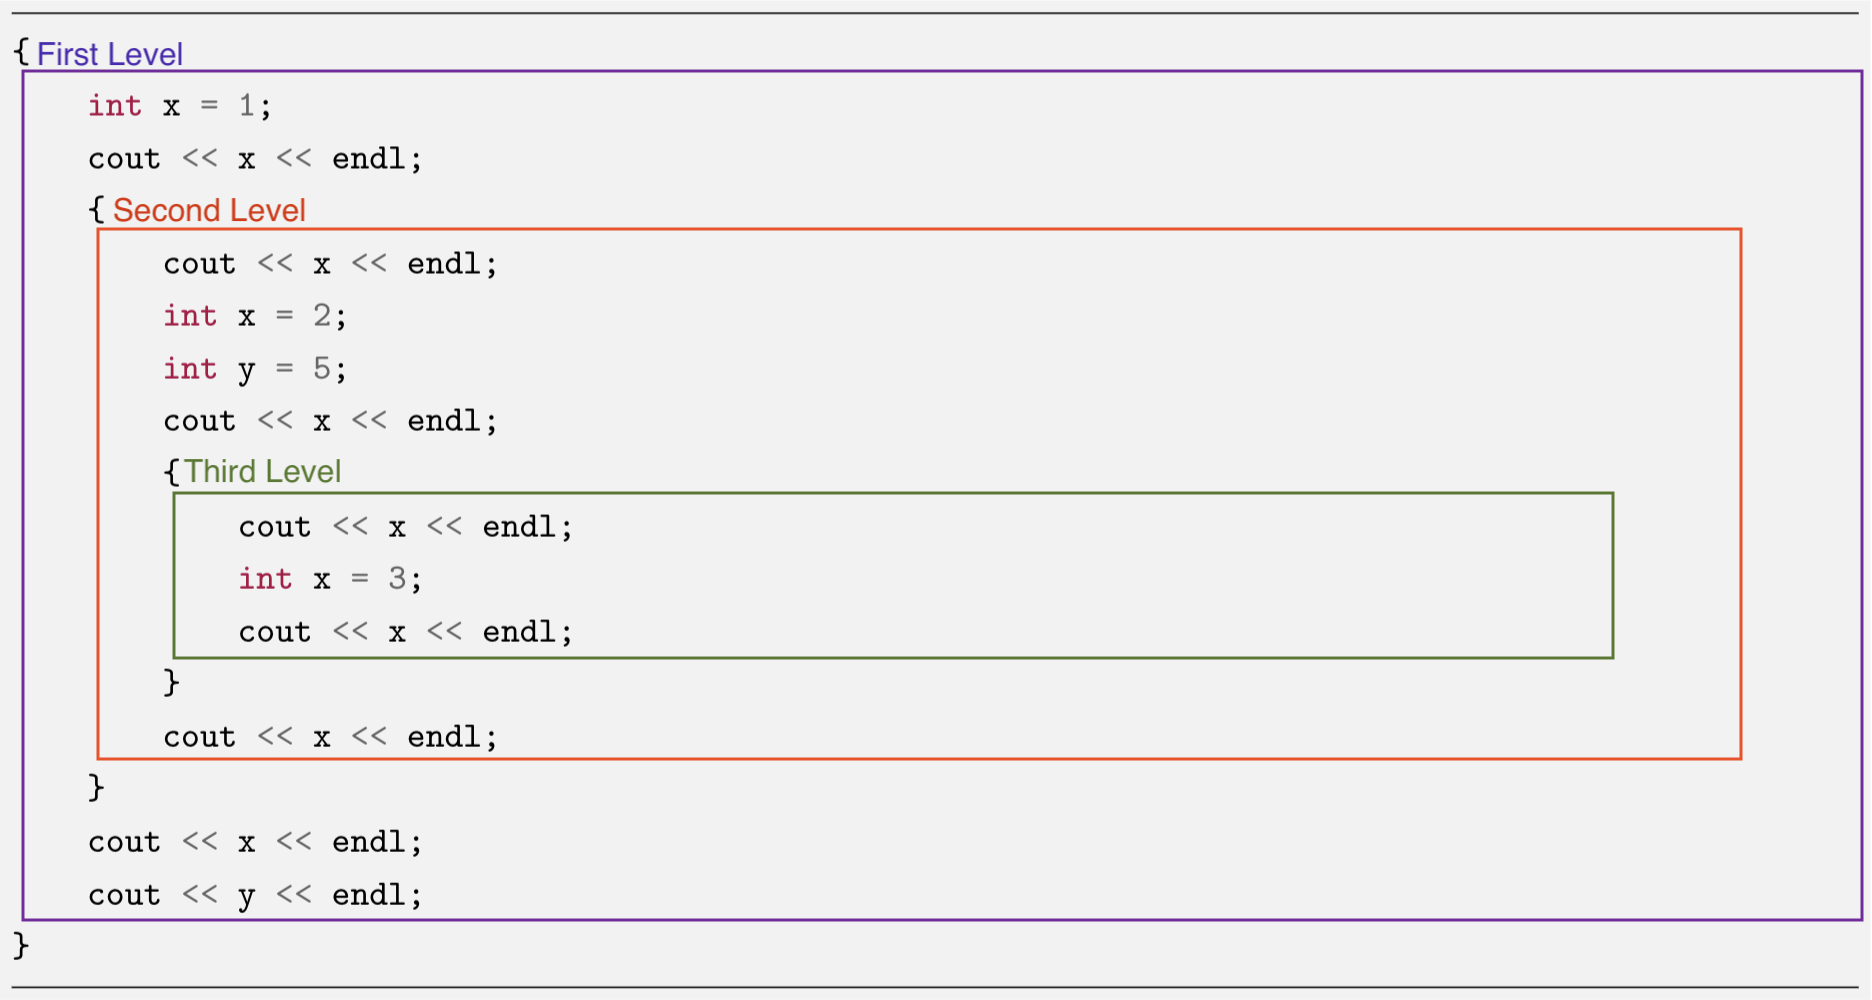 { First Level
int x = 1;
cout << x << endl;
{ Second Level
cout << x << endl;
int x = 2;
int y = 5;
cout << x << endl;
{Third Level
cout << x << endl;
int x = 3;
cout << x << endl;
}
cout << x << endl;
}
cout << x << endl;
cout << y << endl;
}